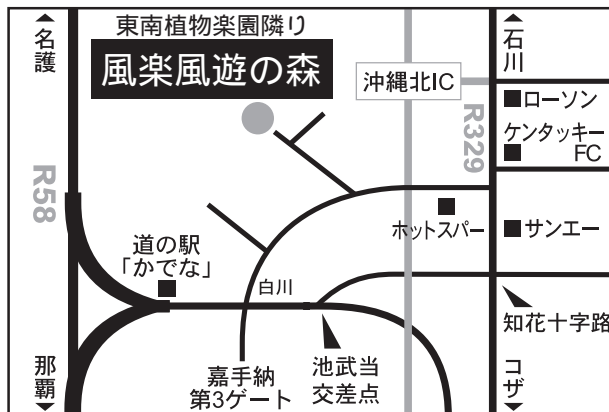 東南植物楽園隣り
風楽風遊の森
名護
沖縄北IC
石川
ローソン
ケンタッキー
FC
R329
R58
ホットスパー
サンエー
道の駅
「かでな」
白川
知花十字路
池武当
交差点
嘉手納
第3ゲート
那覇
コザ